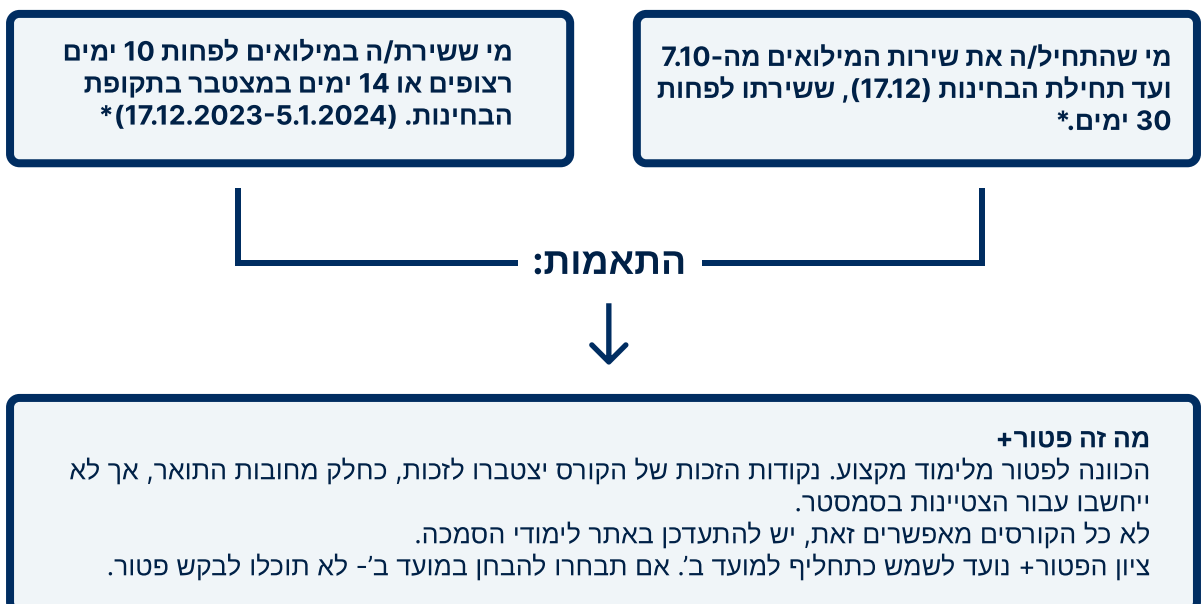 מי שהתחיל/ה את שירות המילואים מה-7.10
ועד תחילת הבחינות (17.12), ששירתו לפחות
30 ימים.*
מי ששירת/ה במילואים לפחות 10 ימים
רצופים או 14 ימים במצטבר בתקופת
הבחינות. (17.12.2023-5.1.2024)*
התאמות:
מה זה פטור+
הכוונה לפטור מלימוד מקצוע. נקודות הזכות של הקורס יצטברו לזכות, כחלק מחובות התואר, אך לא
ייחשבו עבור הצטיינות בסמסטר.
לא כל הקורסים מאפשרים זאת, יש להתעדכן באתר לימודי הסמכה.
ציון הפטור+ נועד לשמש כתחליף למועד ב'. אם תבחרו להבחן במועד ב'- לא תוכלו לבקש פטור.